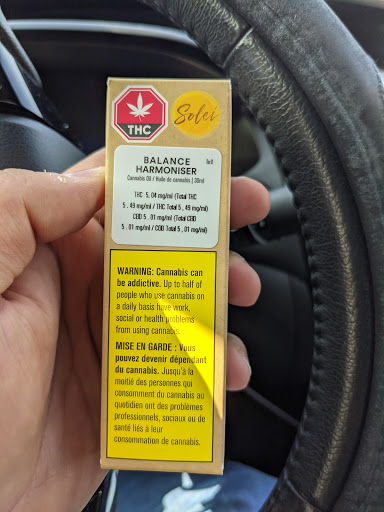 THC
Solei
BALANCE 1:1
HARMONISER
Cannabis Oil / Huile de cannabis | 30ml
THC 5. 04 mg/ml (Total THC
5 . 49 mg/ml / THC Total 5 , 49 mg/ml)
CBD 5 . 01 mg/ml (Total CBD
5 . 01 mg/ml / CBD Total 5 , 01 mg/ml)
WARNING: Cannabis can
be addictive. Up to half of
people who use cannabis on
a daily basis have work,
social or health problems
from using cannabis.
MISE EN GARDE : Vous
pouvez devenir dépendant
du cannabis. Jusqu'à la
moitié des personnes qui
consomment du cannabis au
quotidien ont des problèmes
professionnels, sociaux ou de
santé liés à leur
consommation de cannabis.